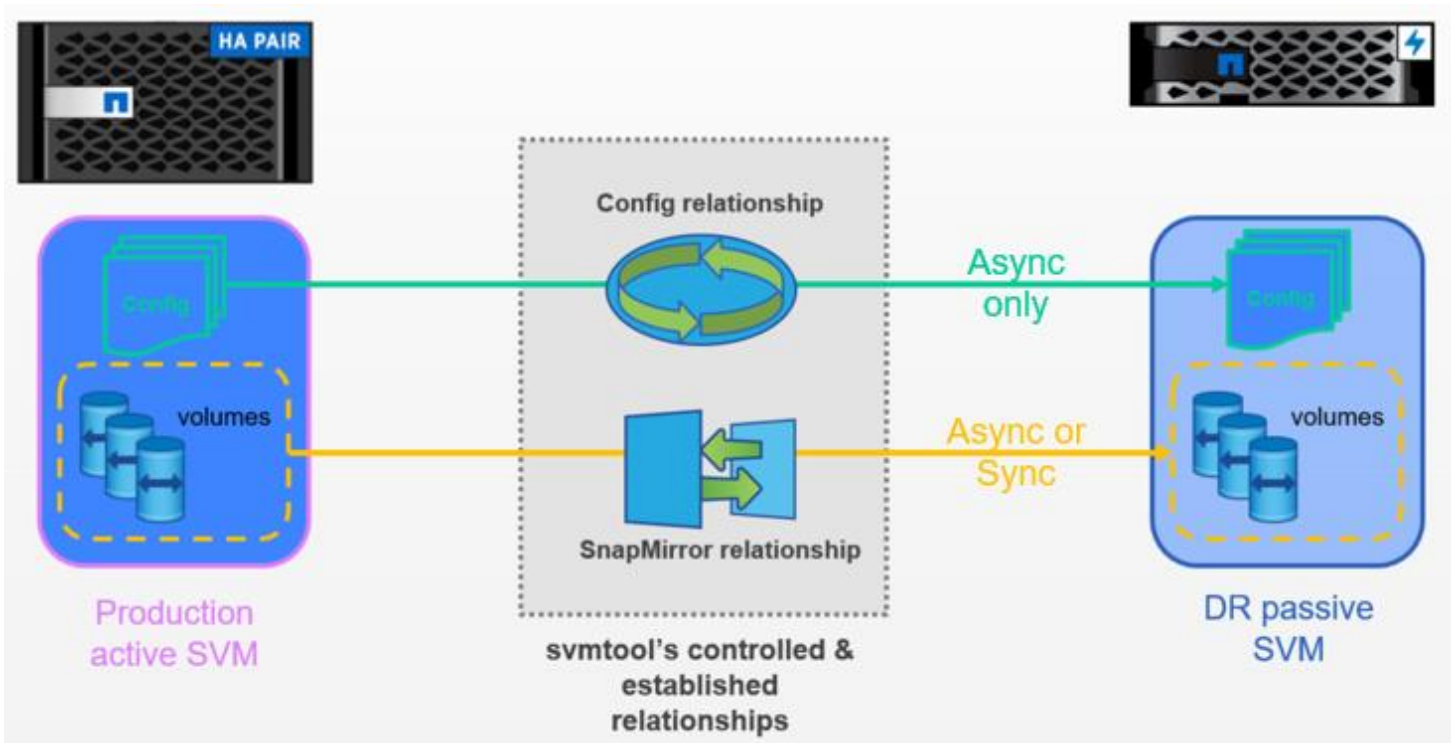 HA PAIR
Config relationship
Config
Async
only
Config
volumes
Async or
Sync
volumes
SnapMirror relationship
Production
active SVM
svmtool's controlled &
established
relationships
DR passive
SVM